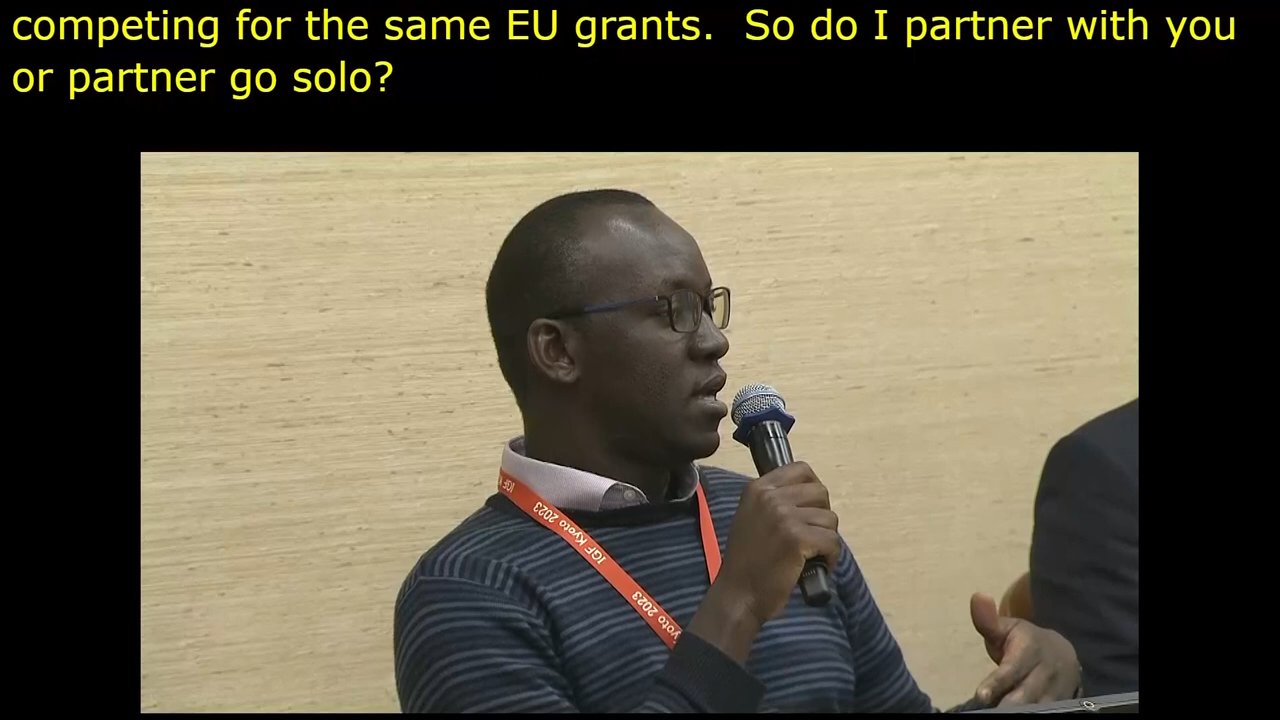 competing for the same EU grants.  So do I partner with you
or partner go solo?
IGF
IGF Kyoto 2023
yoto 2023